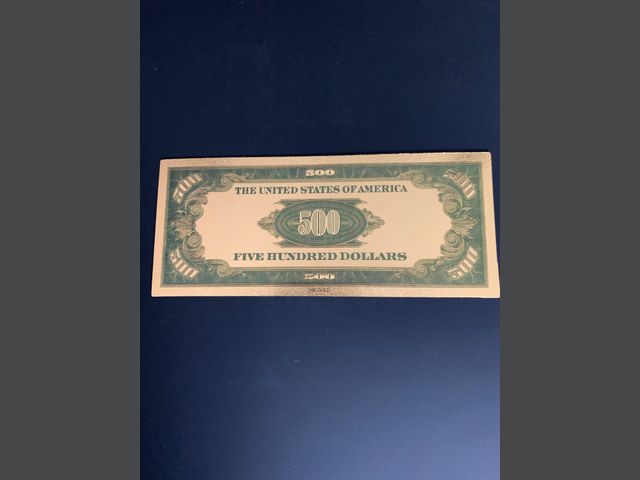 500
500 500
THE UNITED STATES OF AMERICA
500
FIVE HUNDRED DOLLARS
500 500
500
24K GOLD